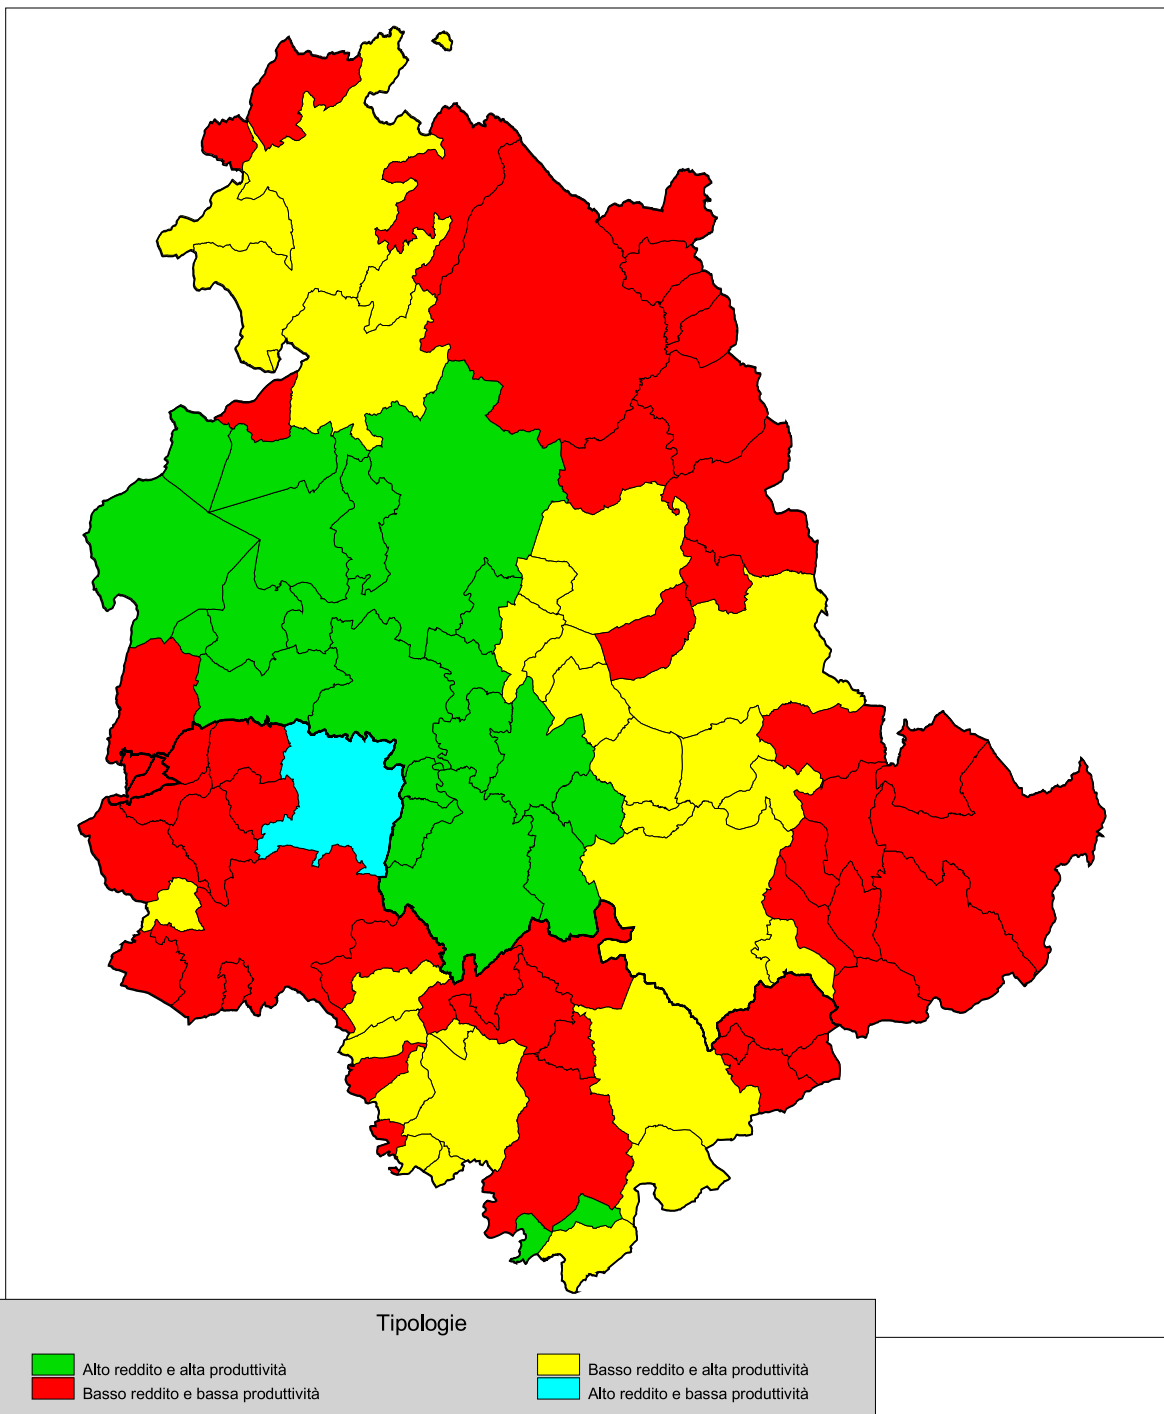 Tipologie
Alto reddito e alta produttività
Basso reddito e alta produttività
Basso reddito e bassa produttività
Alto reddito e bassa produttività